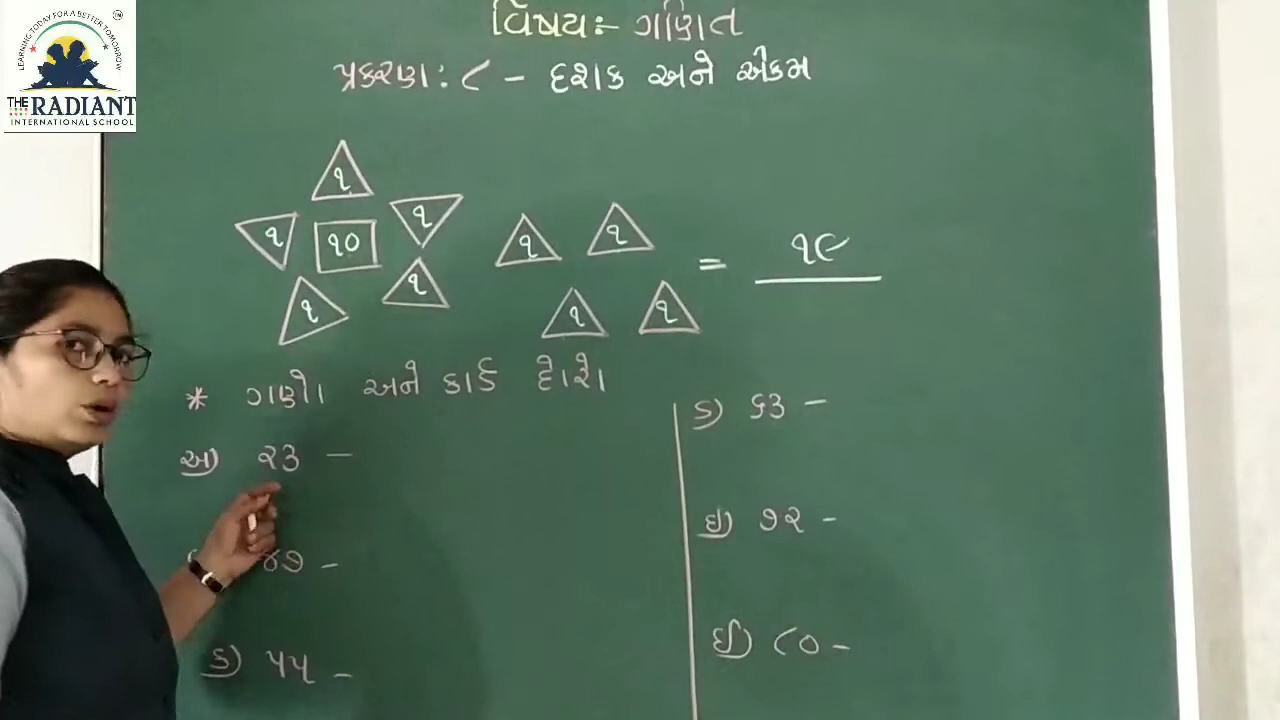 LEARNING TODAY FOR A BETTER TOMORROW
THE RADIANT
INTERNATIONAL SCHOOL
વિષયઃ- ગણિત
પ્રકરણ : ૮ - દશક અને એકમ
૧
૧ ૧૦ ૧ ૧ ૧ = ૧૯
૧ ૧ ૧ ૧
* ગણો અને કાર્ડ દોરો
અ) ૨૩ -
૪૭ -
ક) ૫૫ -
ડ) ૬૩ -
ઇ) ૭૨ -
ઈ) ૮૦ -